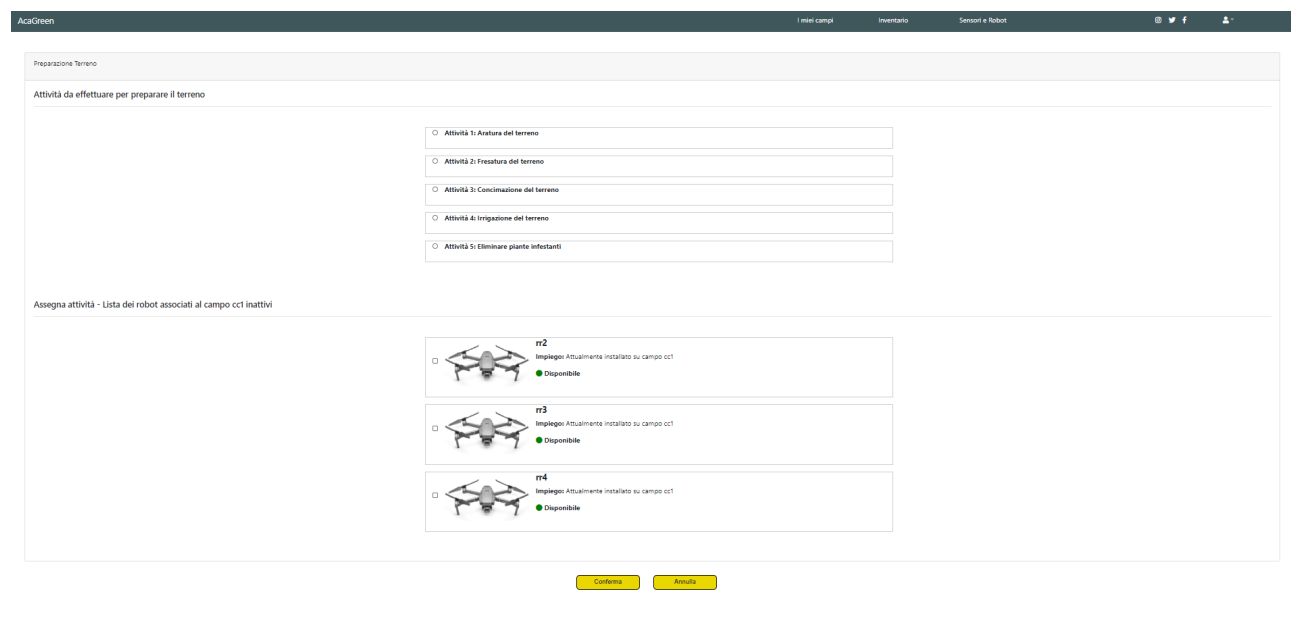 AcaGreen I miei campi Inventario Sensori e Robot
Preparazione Terreno
Attività da effettuare per preparare il terreno
Attività 1: Aratura del terreno
Attività 2: Fresatura del terreno
Attività 3: Concimazione del terreno
Attività 4: Irrigazione del terreno
Attività 5: Eliminare piante infestanti
Assegna attività - Lista dei robot associati al campo cc1 inattivi
rr2
Impiego: Attualmente installato su campo cc1
Disponibile
rr3
Impiego: Attualmente installato su campo cc1
Disponibile
rr4
Impiego: Attualmente installato su campo cc1
Disponibile
Conferma Annulla